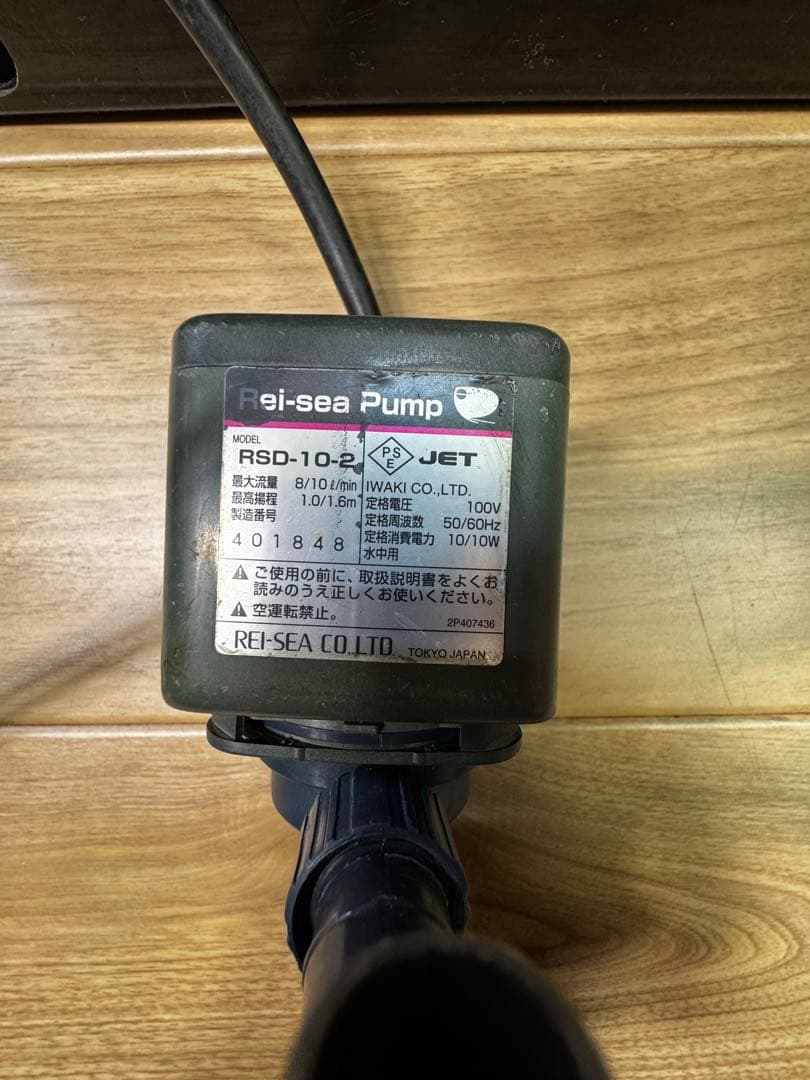 Rei-sea Pump
MODEL
RSD-10-2
最大流量 8/10ℓ/min
最高揚程 1.0/1.6m
製造番号
401848
PS
E
JET
IWAKI CO.,LTD.
定格電圧 100V
定格周波数 50/60Hz
定格消費電力 10/10W
水中用
ご使用の前に、取扱説明書をよくお
読みのうえ正しくお使いください。
空運転禁止。
2P407436
REI-SEA CO.,LTD.
TOKYO JAPAN